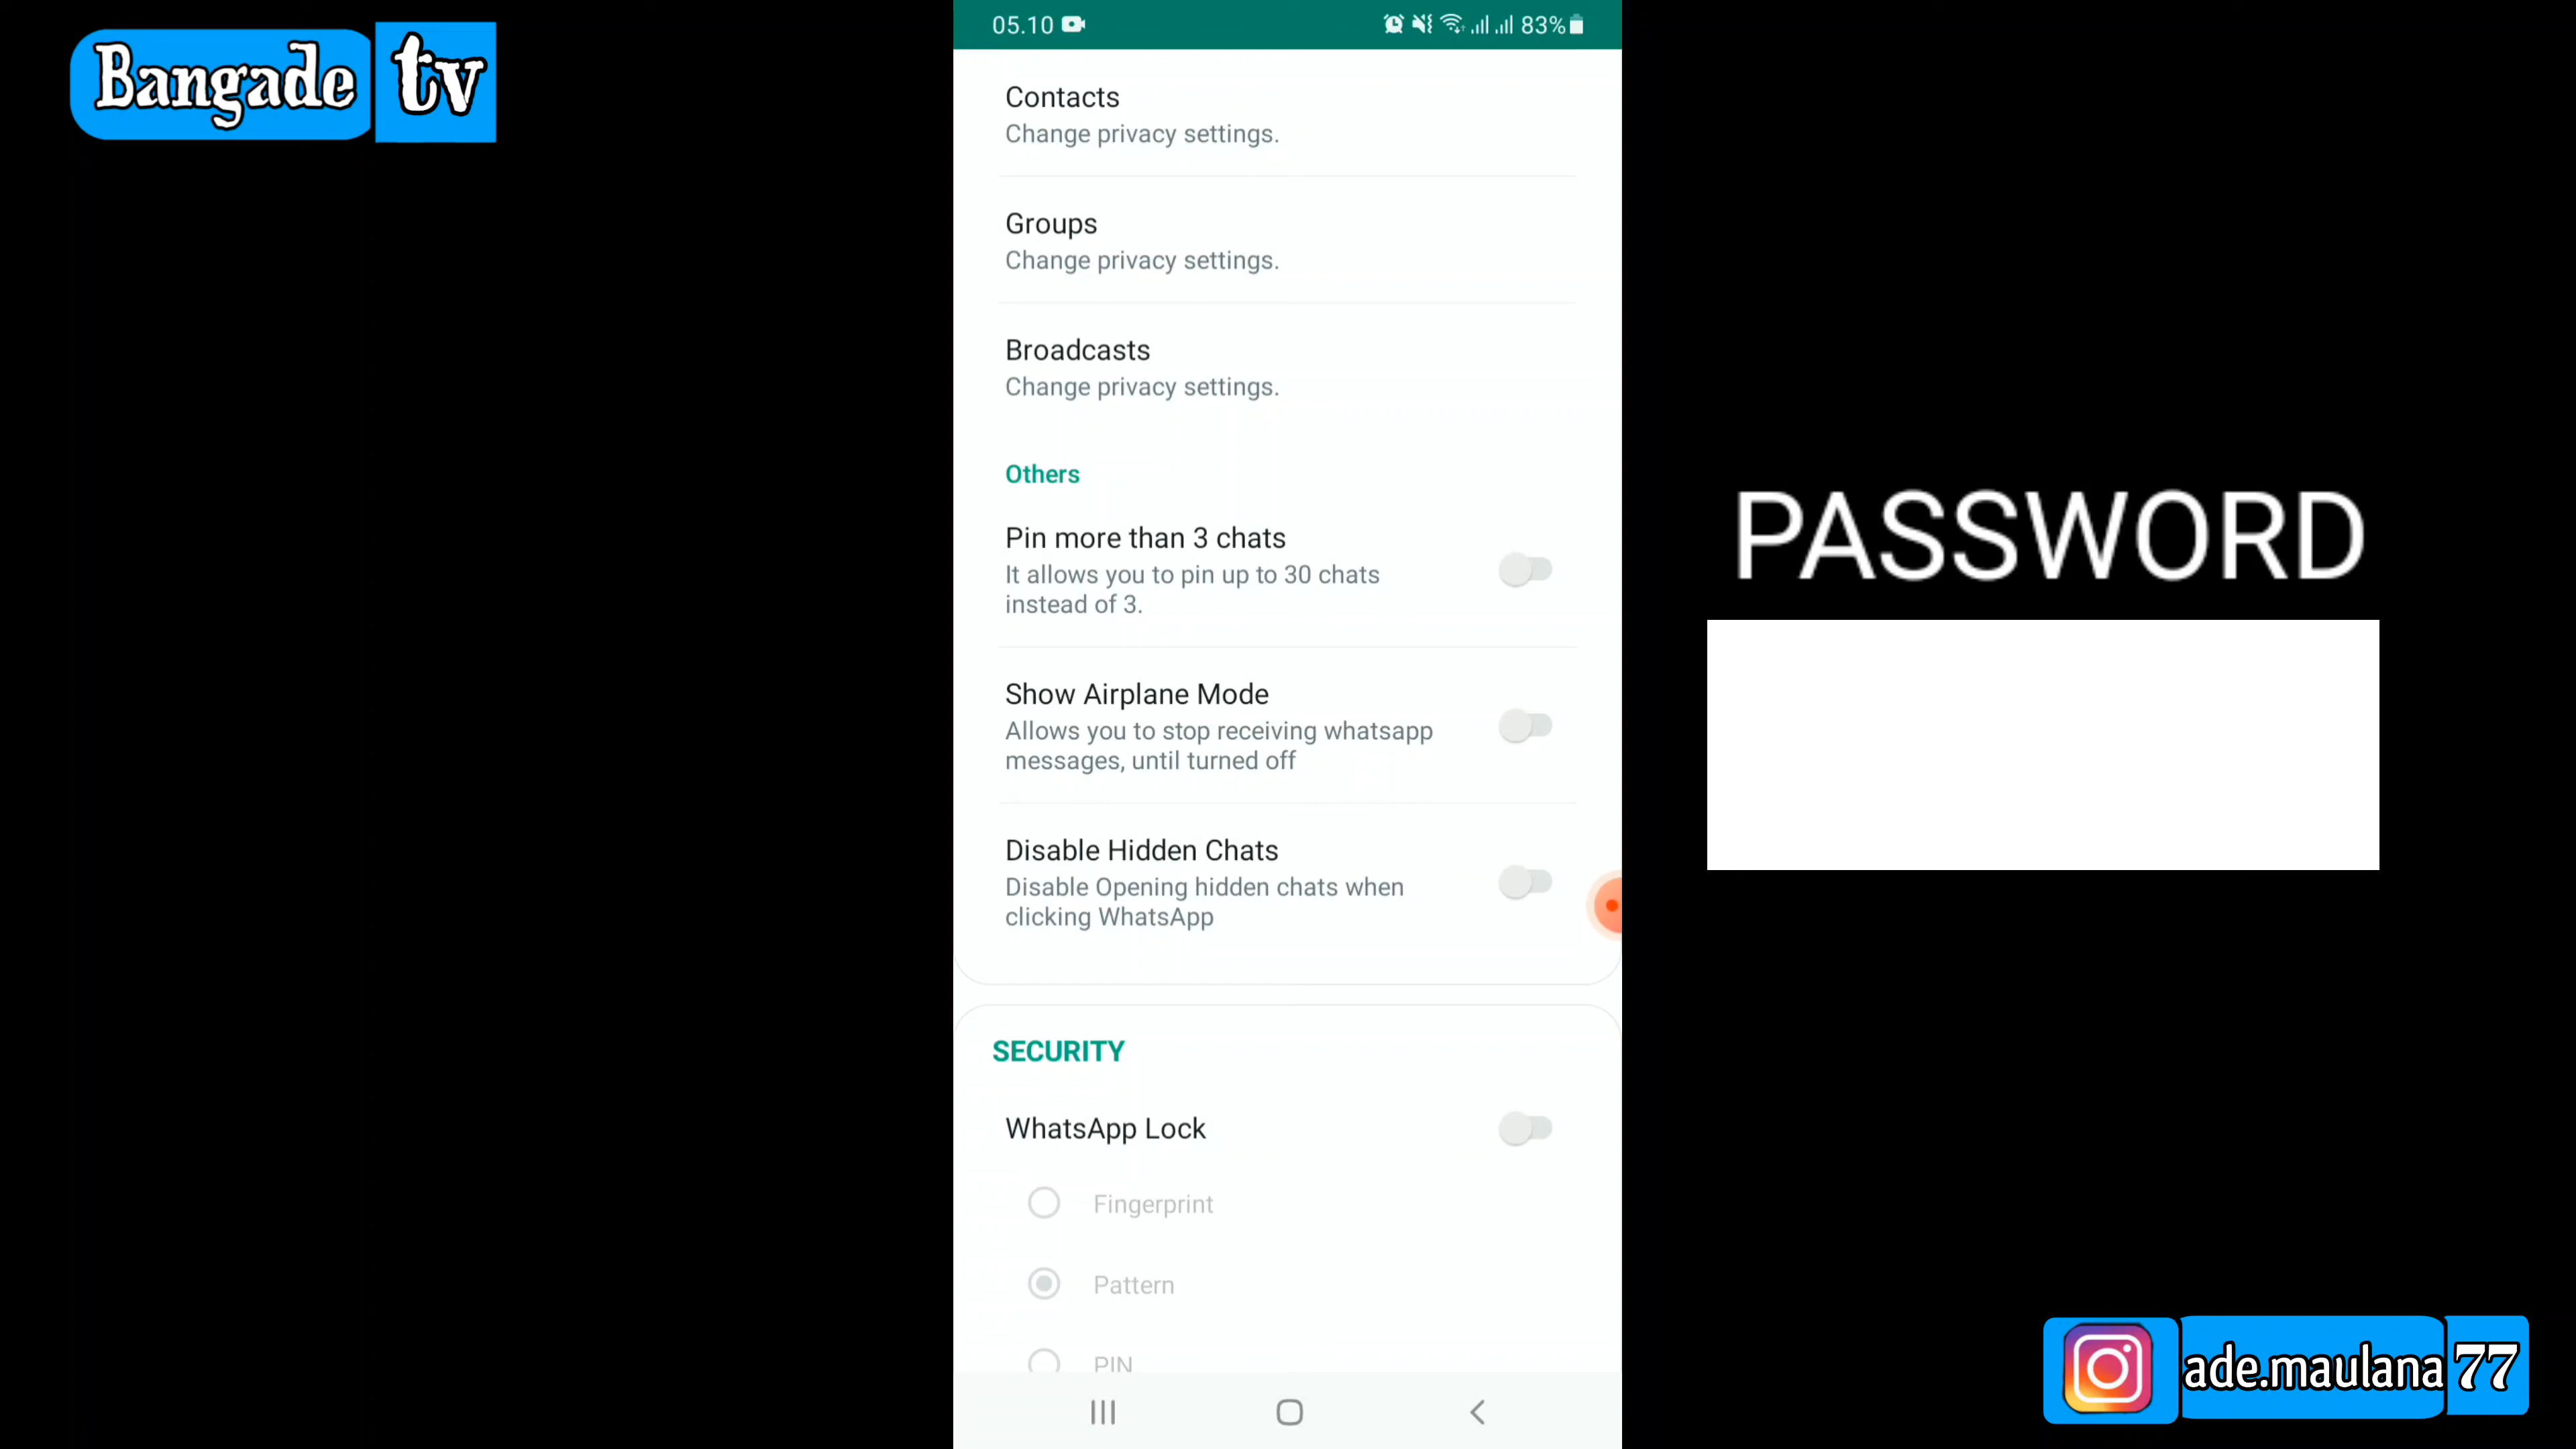 Bangade tv
05.10
83%
Contacts
Change privacy settings.
Groups
Change privacy settings.
Broadcasts
Change privacy settings.
Others
Pin more than 3 chats
It allows you to pin up to 30 chats
instead of 3.
Show Airplane Mode
Allows you to stop receiving whatsapp
messages, until turned off
Disable Hidden Chats
Disable Opening hidden chats when
clicking WhatsApp
SECURITY
WhatsApp Lock
Fingerprint
Pattern
PIN
PASSWORD
ade.maulana 77